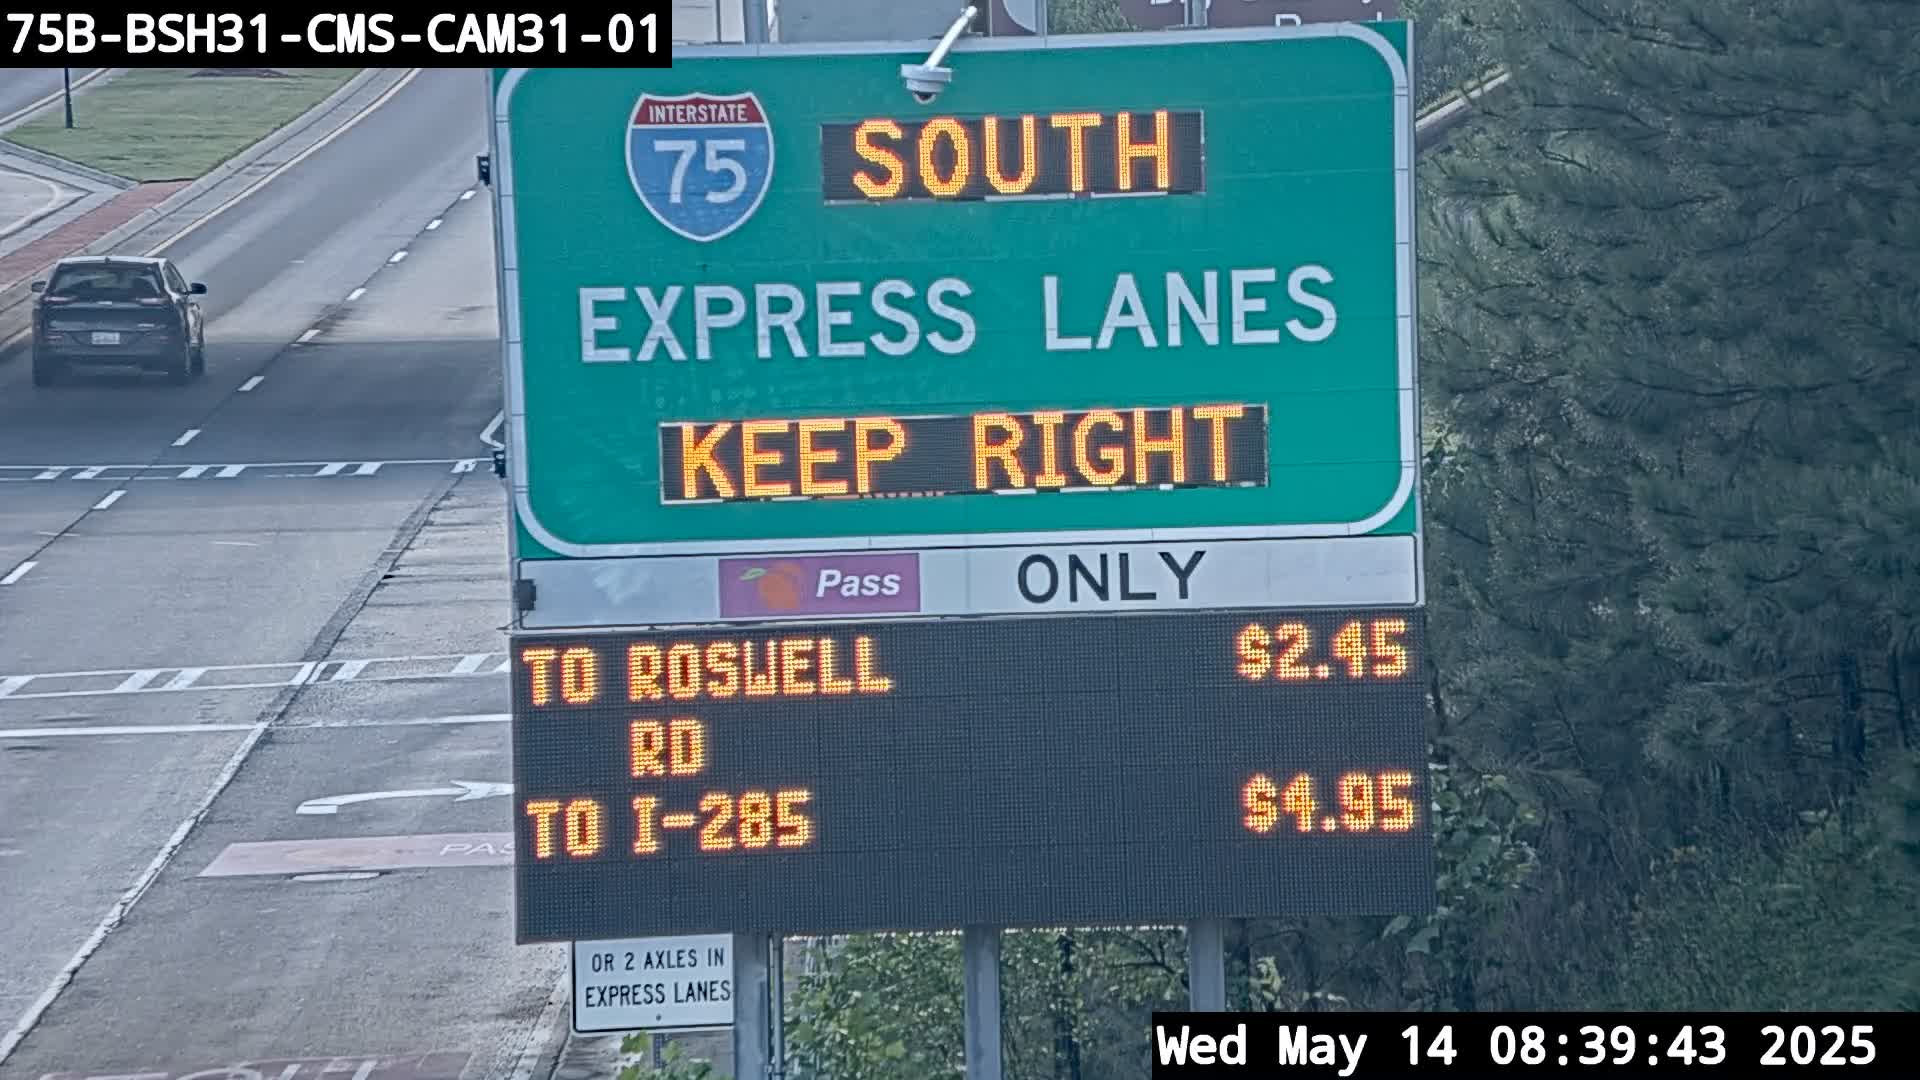 75B-BSH31-CMS-CAM31-01
INTERSTATE
75
SOUTH
EXPRESS LANES
KEEP RIGHT
Pass ONLY
TO ROSWELL $2.45
RD
TO I-285 $4.95
PAS
OR 2 AXLES IN
EXPRESS LANES
Wed May 14 08:39:43 2025